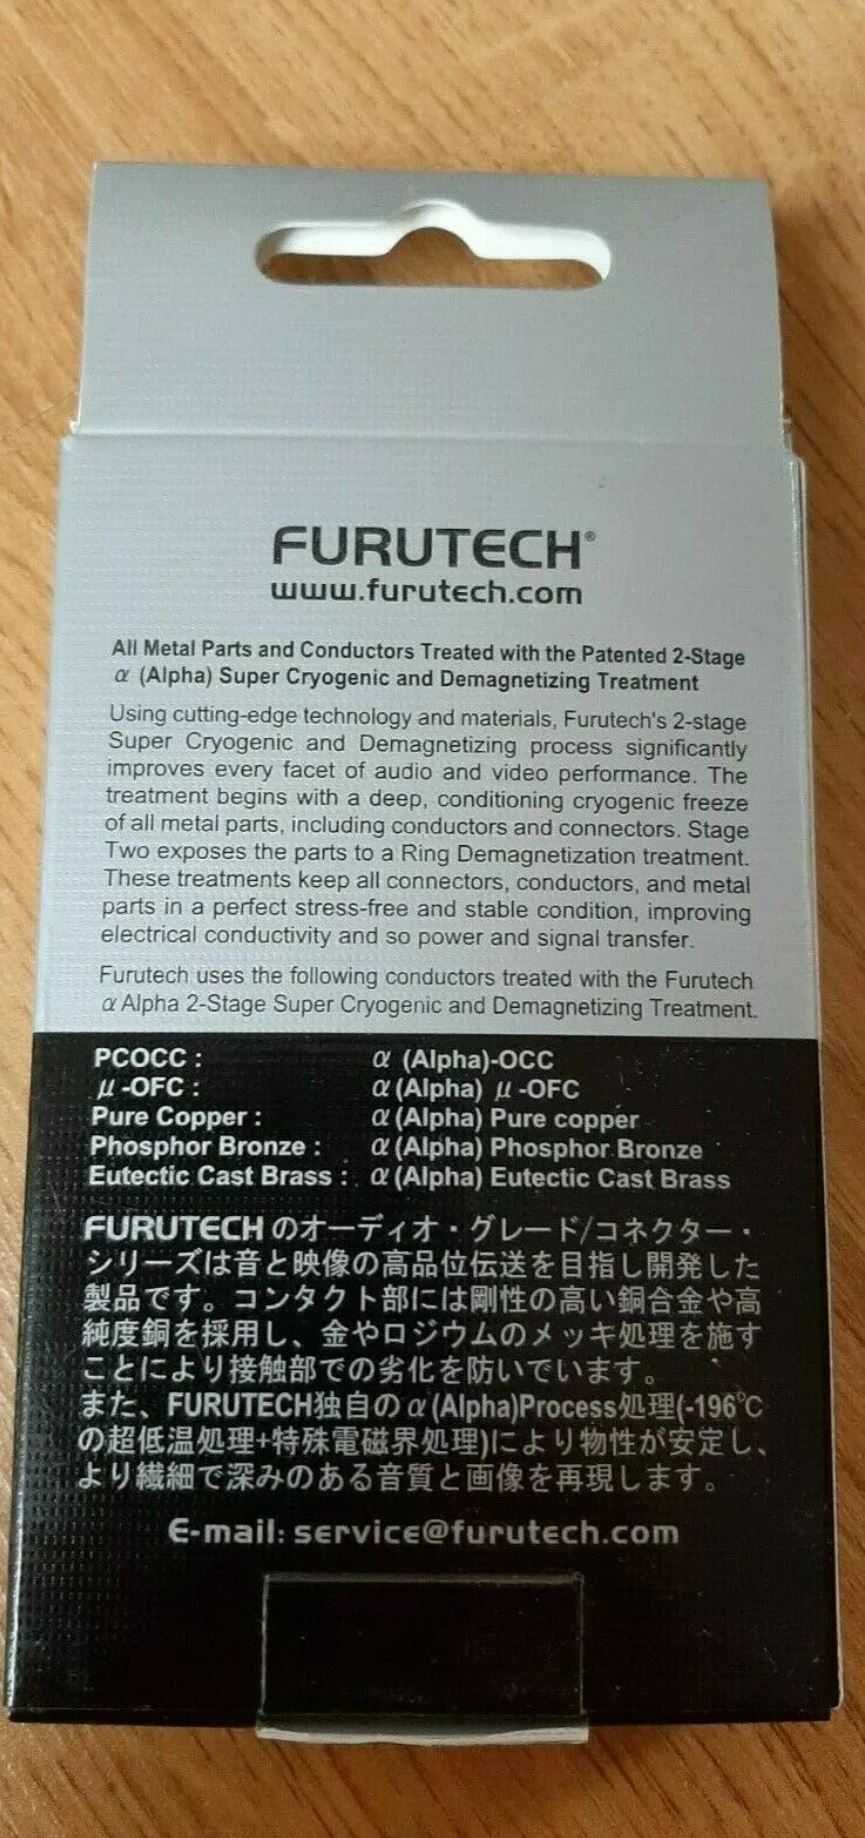 FURUTECH®
www.furutech.com
All Metal Parts and Conductors Treated with the Patented 2-Stage
α (Alpha) Super Cryogenic and Demagnetizing Treatment
Using cutting-edge technology and materials, Furutech's 2-stage
Super Cryogenic and Demagnetizing process significantly
improves every facet of audio and video performance. The
treatment begins with a deep, conditioning cryogenic freeze
of all metal parts, including conductors and connectors. Stage
Two exposes the parts to a Ring Demagnetization treatment.
These treatments keep all connectors, conductors, and metal
parts in a perfect stress-free and stable condition, improving
electrical conductivity and so power and signal transfer.
Furutech uses the following conductors treated with the Furutech
α Alpha 2-Stage Super Cryogenic and Demagnetizing Treatment.
PCOCC : α (Alpha)-OCC
μ-OFC : α (Alpha) μ-OFC
Pure Copper : α (Alpha) Pure copper
Phosphor Bronze : α (Alpha) Phosphor Bronze
Eutectic Cast Brass : α (Alpha) Eutectic Cast Brass
FURUTECH のオーディオ・グレード/コネクター・
シリーズは音と映像の高品位伝送を目指し開発した
製品です。コンタクト部には剛性の高い銅合金や高
純度銅を採用し、金やロジウムのメッキ処理を施す
ことにより接触部での劣化を防いでいます。
また、FURUTECH独自のα(Alpha)Process処理(-196℃
の超低温処理+特殊電磁界処理)により物性が安定し、
より繊細で深みのある音質と画像を再現します。
E-mail: service@furutech.com